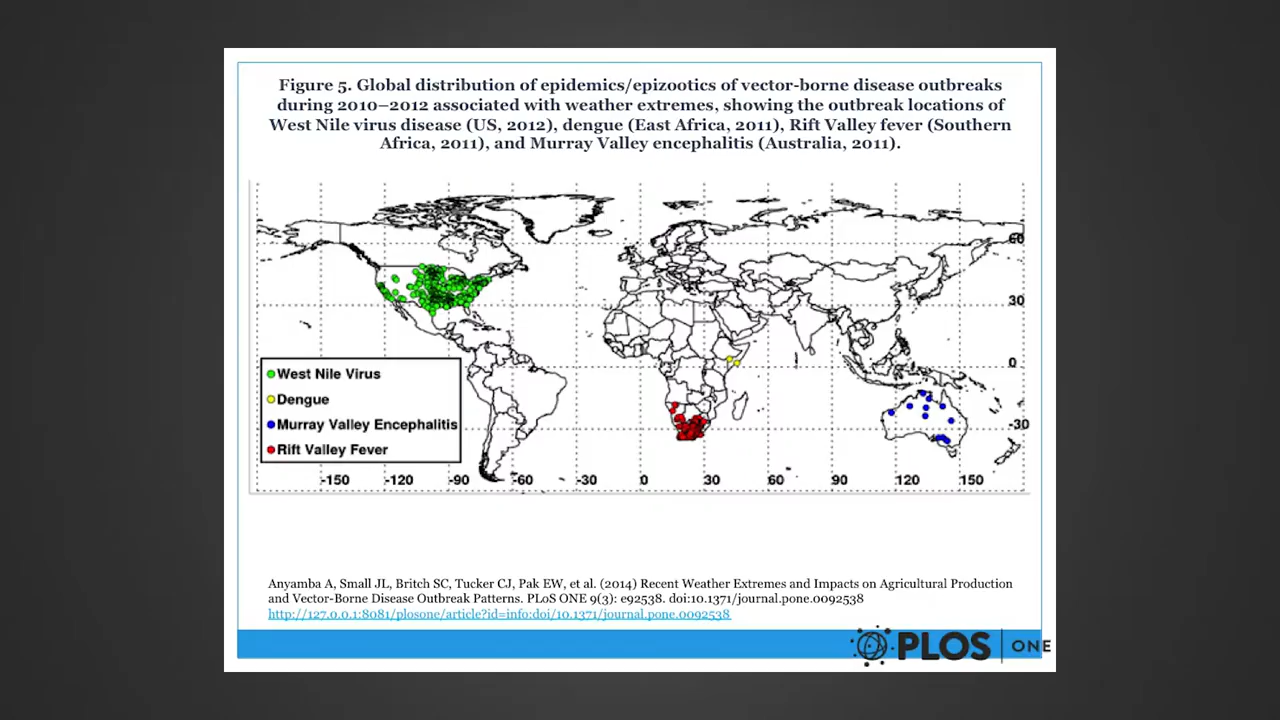 Figure 5. Global distribution of epidemics/epizootics of vector-borne disease outbreaks
during 2010–2012 associated with weather extremes, showing the outbreak locations of
West Nile virus disease (US, 2012), dengue (East Africa, 2011), Rift Valley fever (Southern
Africa, 2011), and Murray Valley encephalitis (Australia, 2011).
60
30
0
-30
West Nile Virus
Dengue
Murray Valley Encephalitis
Rift Valley Fever
-150 -120 -90 -60 -30 0 30 60 90 120 150
Anyamba A, Small JL, Britch SC, Tucker CJ, Pak EW, et al. (2014) Recent Weather Extremes and Impacts on Agricultural Production
and Vector-Borne Disease Outbreak Patterns. PLoS ONE 9(3): e92538. doi:10.1371/journal.pone.0092538
http://127.0.0.1:8081/plosone/article?id=info:doi/10.1371/journal.pone.0092538
PLOS ONE